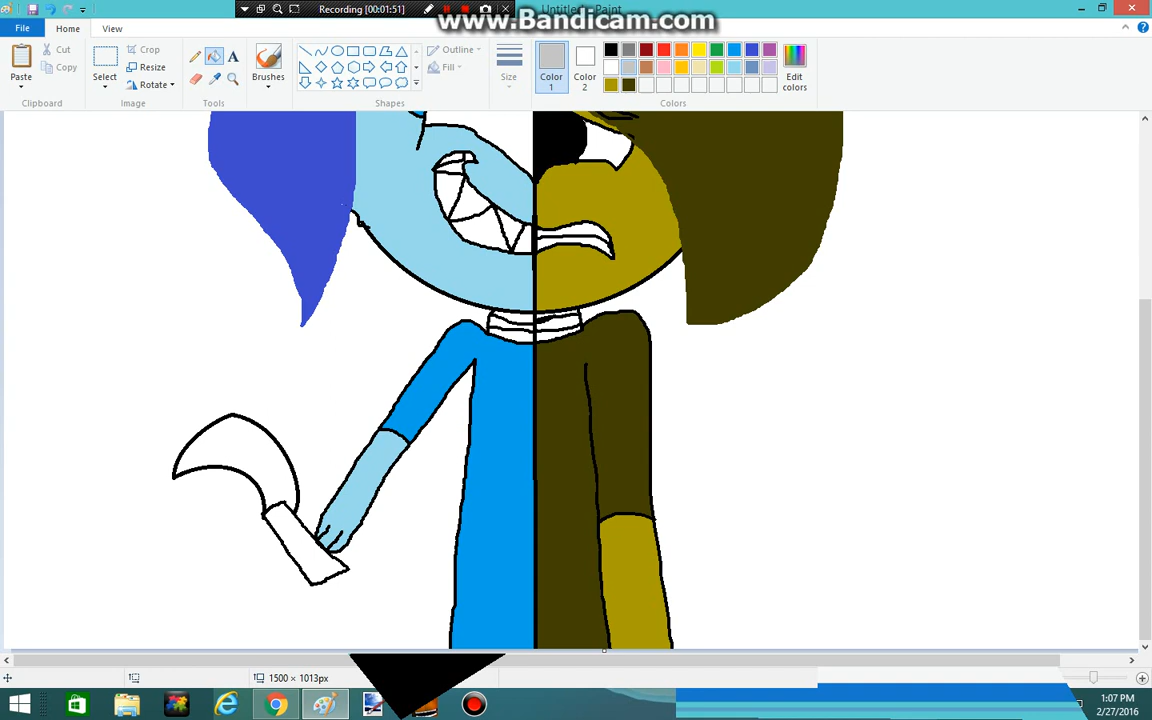 Recording [00:01:51]
Untitled - Paint
www.Bandicam.com
File
Home
View
Paste
Cut
Copy
Clipboard
Select
Crop
Resize
Rotate
Image
A
Tools
Brushes
Shapes
Outline
Fill
Size
Color 1
Color 2
Edit colors
Colors
1500 × 1013px
1:07 PM
2/27/2016